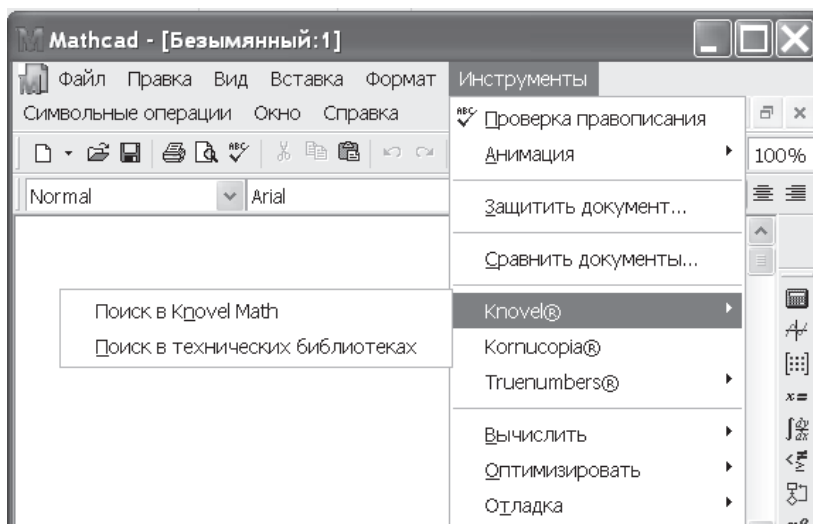 Mathcad - [Безымянный:1]
Файл Правка Вид Вставка Формат Инструменты
Символьные операции Окно Справка
100%
Normal
Arial
Проверка правописания
Анимация
Защитить документ...
Сравнить документы...
Knovel®
Поиск в Knovel Math
Поиск в технических библиотеках
Kornucopia®
Truenumbers®
Вычислить
Оптимизировать
Отладка